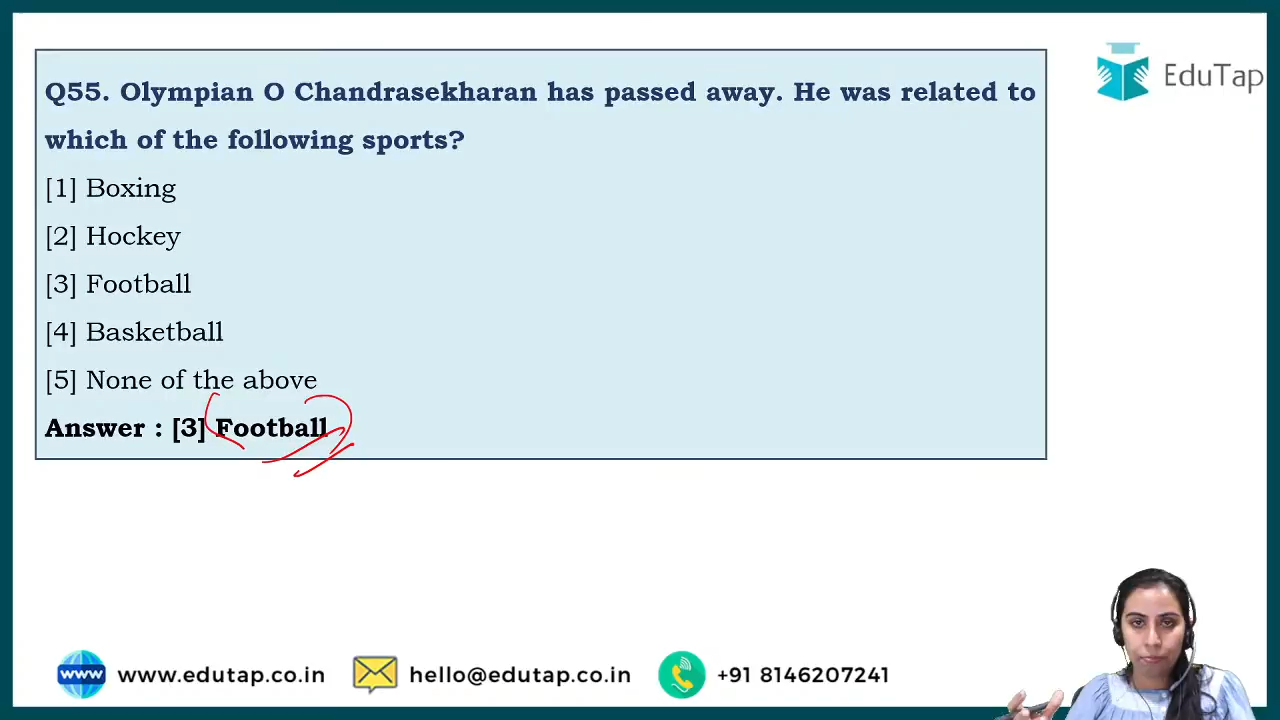 Q55. Olympian O Chandrasekharan has passed away. He was related to
which of the following sports?
[1] Boxing
[2] Hockey
[3] Football
[4] Basketball
[5] None of the above
Answer : [3] Football
EduTap
www www.edutap.co.in hello@edutap.co.in +91 8146207241